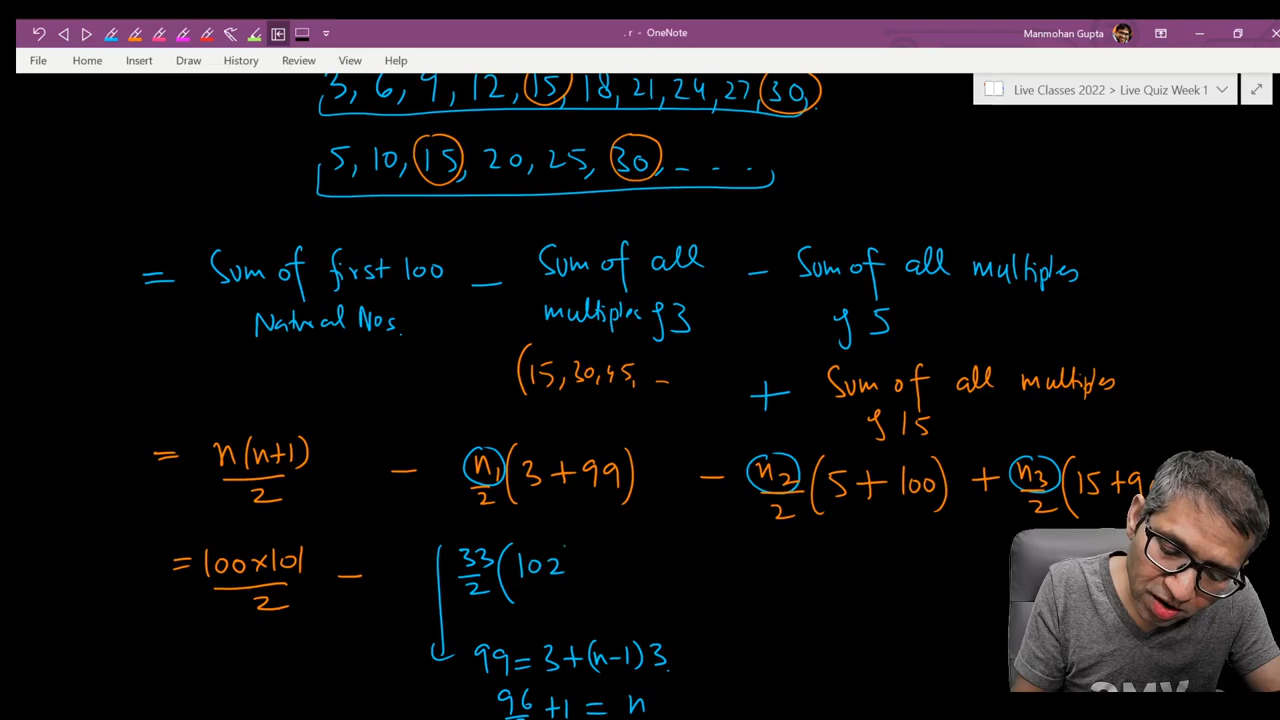 . r - OneNote
Manmohan Gupta
File Home Insert Draw History Review View Help
Live Classes 2022 > Live Quiz Week 1
3, 6, 9, 12, 15, 18, 21, 24, 27, 30,
5, 10, 15, 20, 25, 30, - - - .
= Sum of first 100 Natural Nos. - Sum of all multiples of 3 - Sum of all multiples of 5
(15, 30, 45, -
+ Sum of all multiples of 15
= n(n+1)/2 - n1/2 (3+99) - n2/2 (5+100) + n3/2 (15+9
= 100×101/2 - 33/2 (102
99 = 3+(n-1)3
96 +1 = n